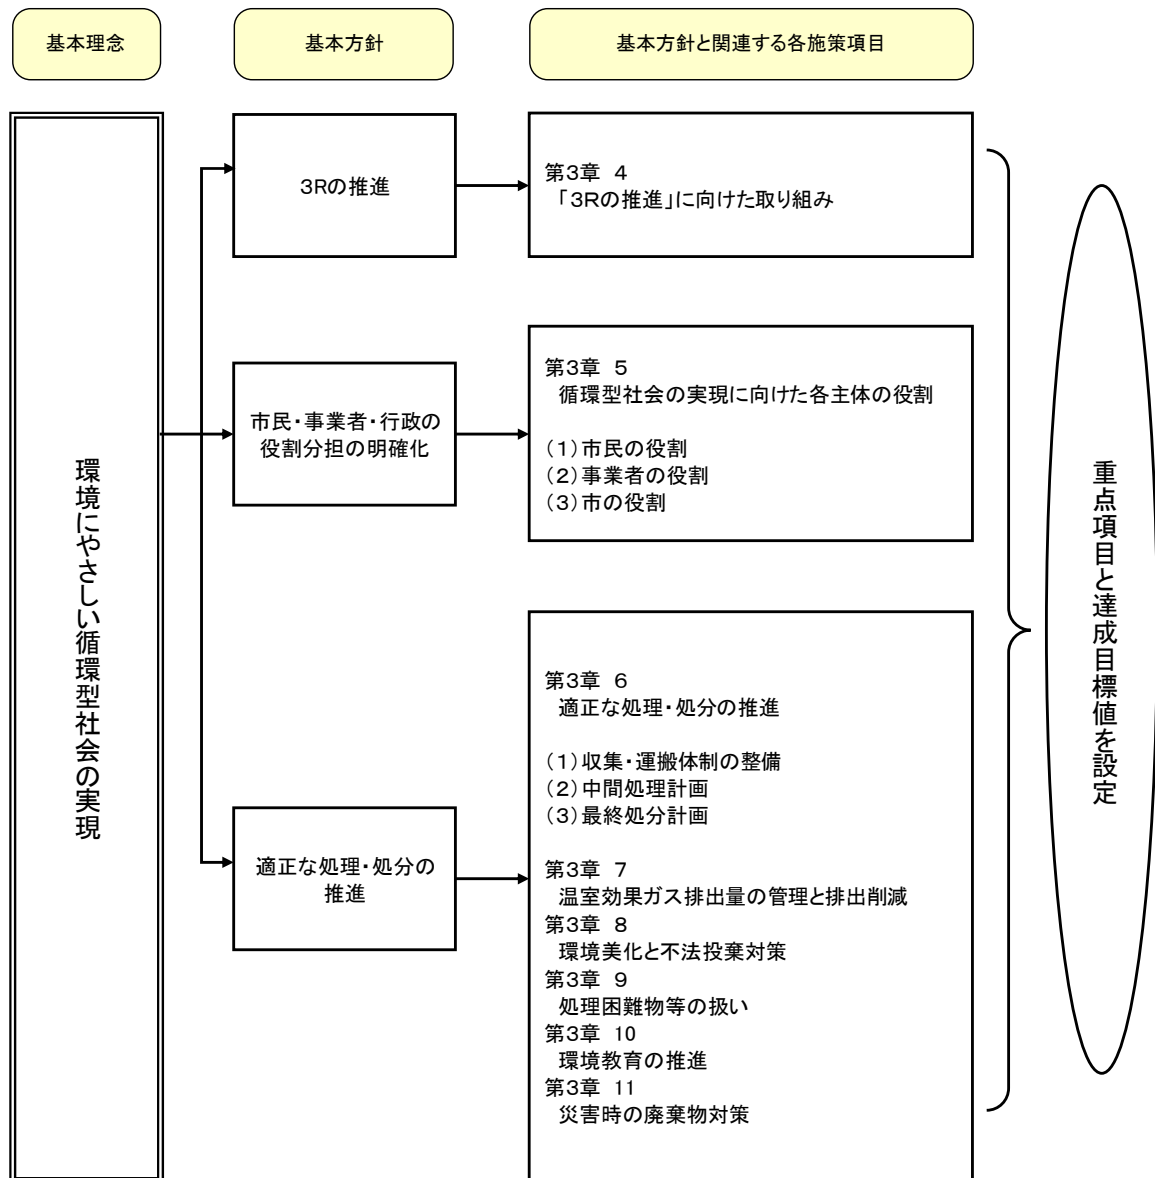 基本理念
基本方針
基本方針と関連する各施策項目
環境にやさしい循環型社会の実現
3Rの推進
第3章 4
「3Rの推進」に向けた取り組み
市民・事業者・行政の
役割分担の明確化
第3章 5
循環型社会の実現に向けた各主体の役割
(1)市民の役割
(2)事業者の役割
(3)市の役割
適正な処理・処分の
推進
第3章 6
適正な処理・処分の推進
(1)収集・運搬体制の整備
(2)中間処理計画
(3)最終処分計画
第3章 7
温室効果ガス排出量の管理と排出削減
第3章 8
環境美化と不法投棄対策
第3章 9
処理困難物等の扱い
第3章 10
環境教育の推進
第3章 11
災害時の廃棄物対策
重点項目と達成目標値を設定